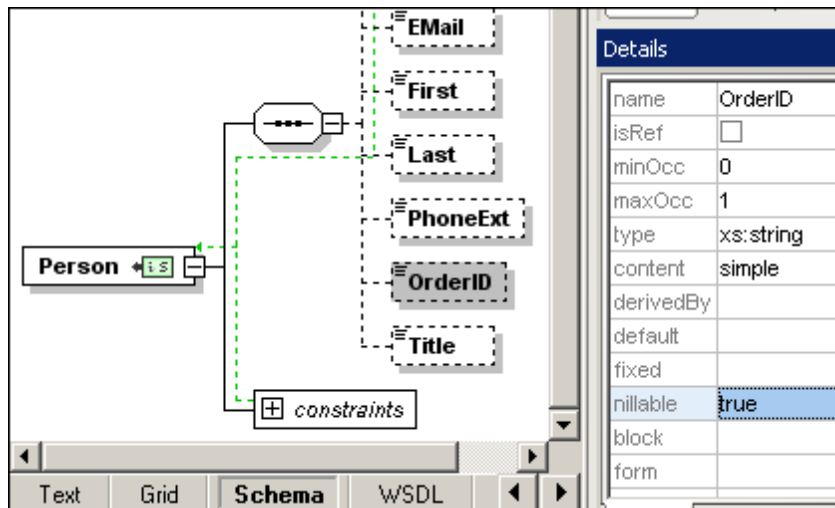 EMail
First
Last
PhoneExt
Person is
OrderID
Title
constraints
Text Grid Schema WSDL
Details
name OrderID
isRef
minOcc 0
maxOcc 1
type xs:string
content simple
derivedBy
default
fixed
nillable true
block
form